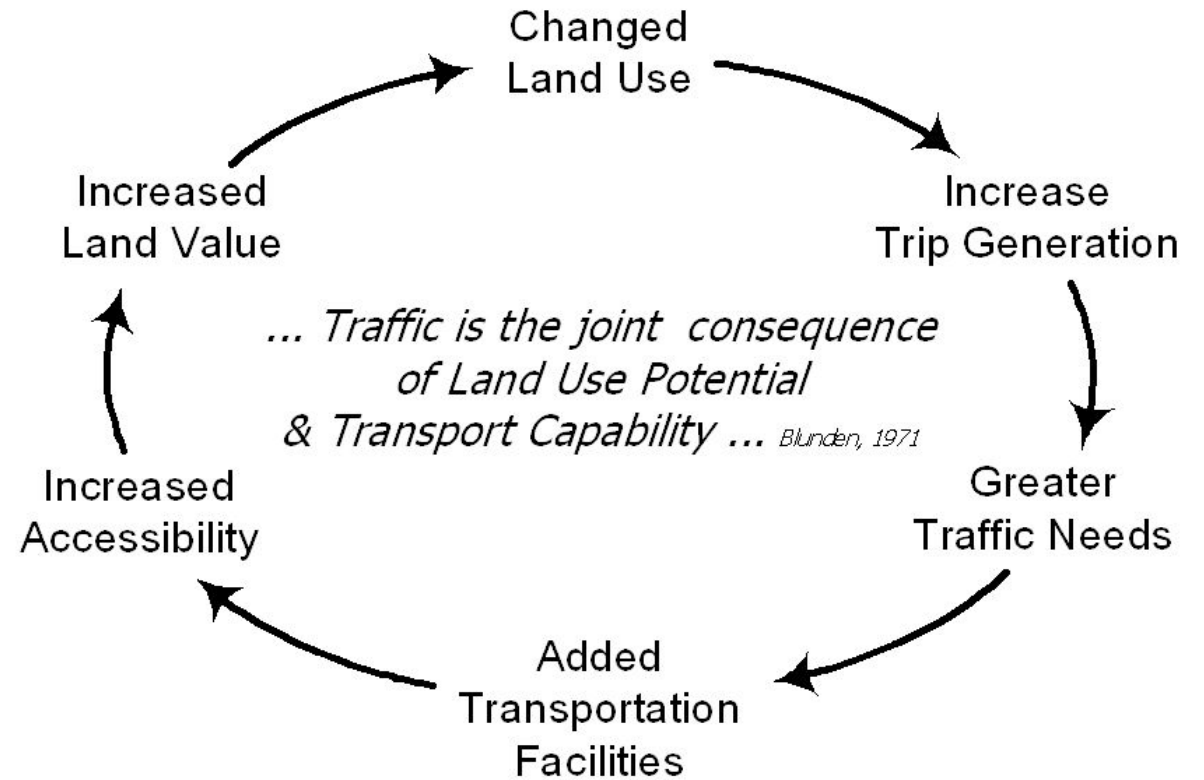 Changed
Land Use
Increase
Trip Generation
Greater
Traffic Needs
Added
Transportation
Facilities
Increased
Accessibility
Increased
Land Value
... Traffic is the joint consequence
of Land Use Potential
& Transport Capability ... Blunden, 1971